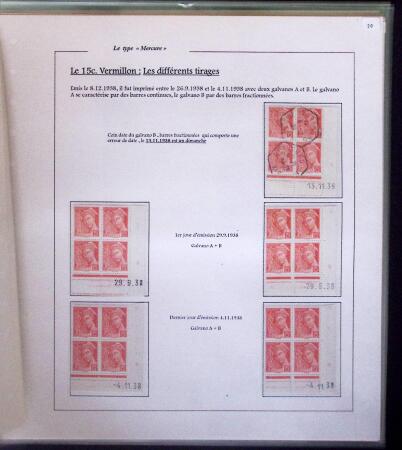 Le type « Mercure »
Le 15c. Vermillon : Les différents tirages
Emis le 8.12.1938, il fut imprimé entre le 26.9.1938 et le 4.11.1938 avec deux galvanos A et B. Le galvano
A se caractérise par des barres continues, le galvano B par des barres fractionnées.
Coin daté du galvano B , barres fractionnées qui comporte une
erreur de date , le 13.11.1938 est un dimanche
13.11.38
1er jour d'émission 29.9.1938
Galvano A + B
29.9.38
29.9.38
Dernier jour d'émission 4.11.1938
Galvano A + B
-4.11.38
-4.11.38